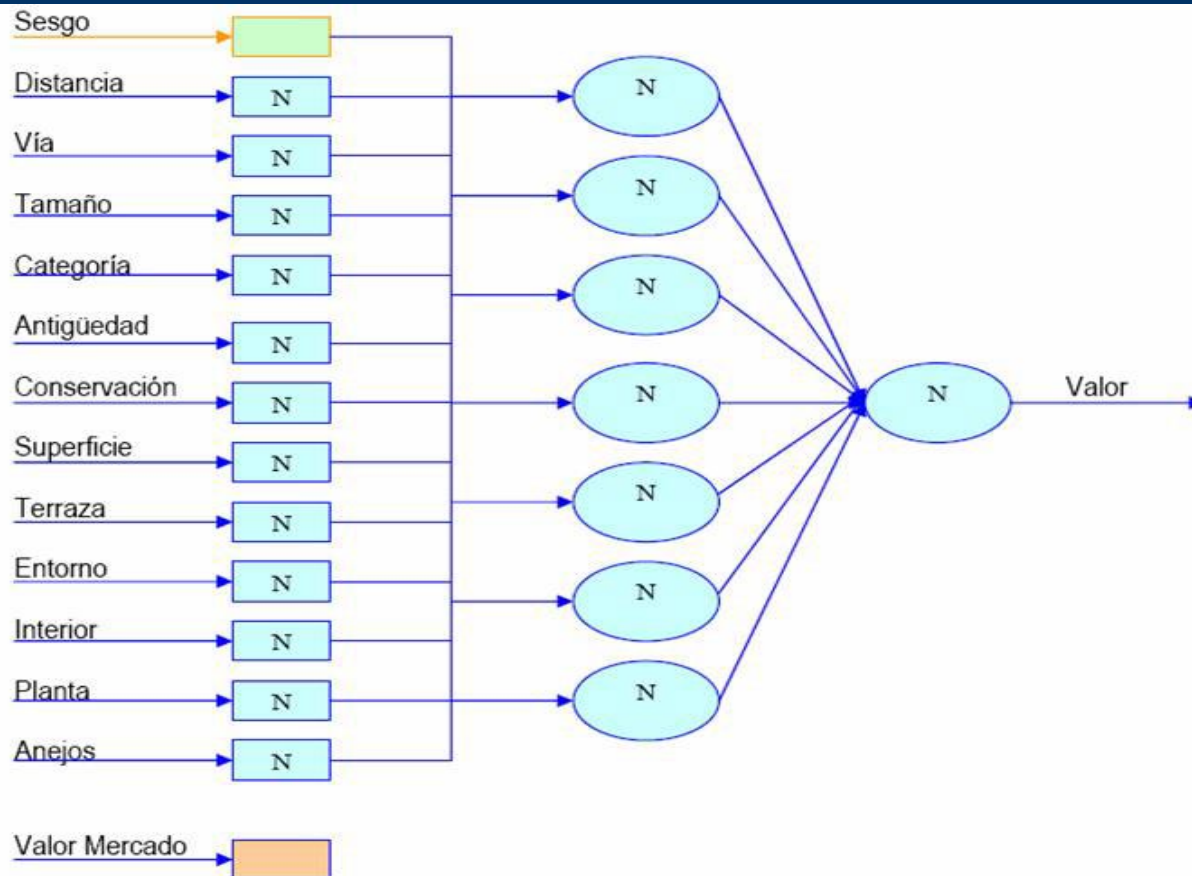 Sesgo
Distancia N N
Vía N
Tamaño N N
Categoría N
Antigüedad N N
Conservación N N N Valor
Superficie N
Terraza N N
Entorno N
Interior N N
Planta N N
Anejos N
Valor Mercado